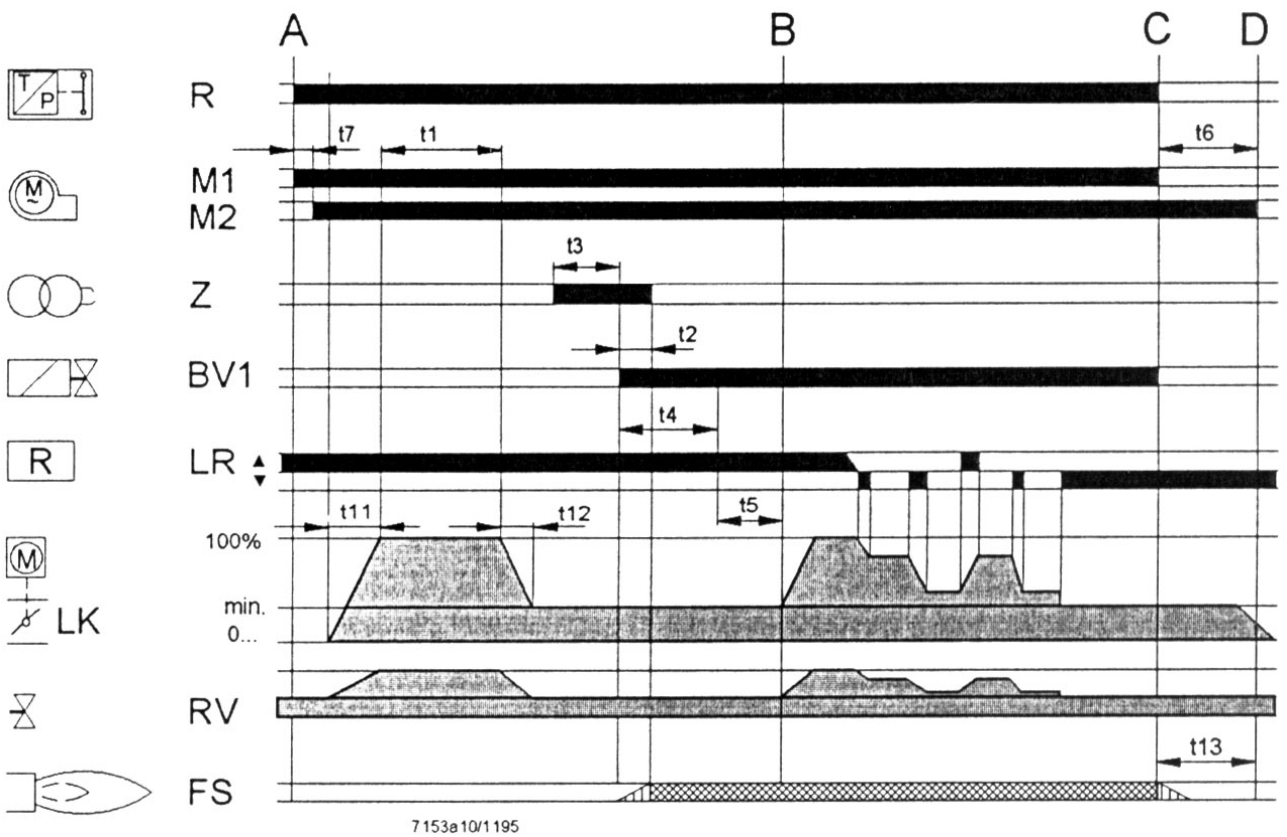 A B C D
T P R
t7 t1 t6
M ~ M1
M2
t3
Z
t2
BV1
t4
R LR
t5
t11 t12
100%
M
min.
LK
0...
RV
t13
FS
7153a10/1195